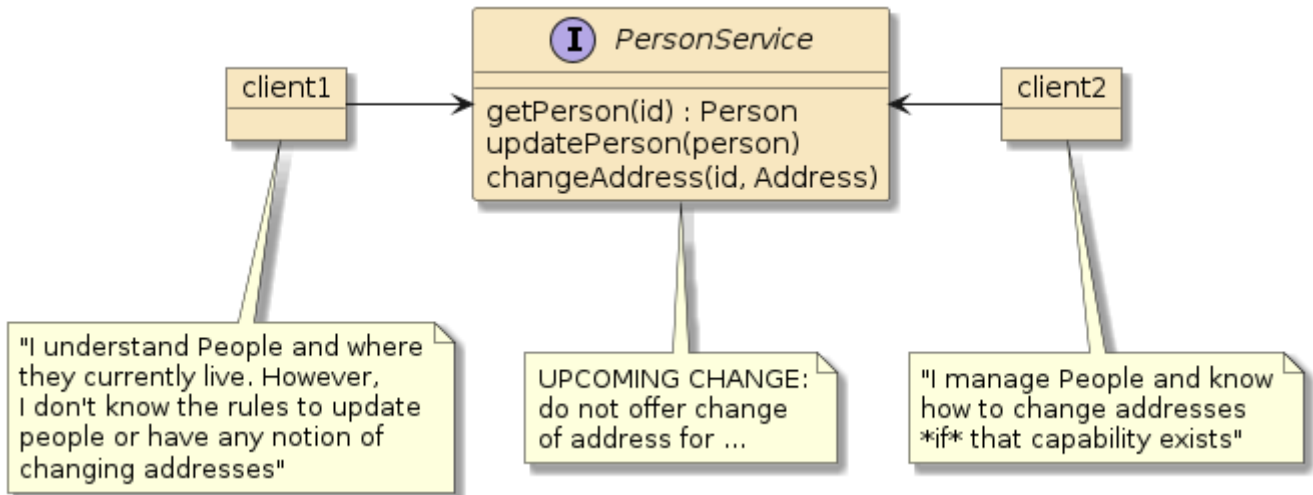 I PersonService
client1
client2
getPerson(id) : Person
updatePerson(person)
changeAddress(id, Address)
"I understand People and where
they currently live. However,
I don't know the rules to update
people or have any notion of
changing addresses"
UPCOMING CHANGE:
do not offer change
of address for ...
"I manage People and know
how to change addresses
*if* that capability exists"